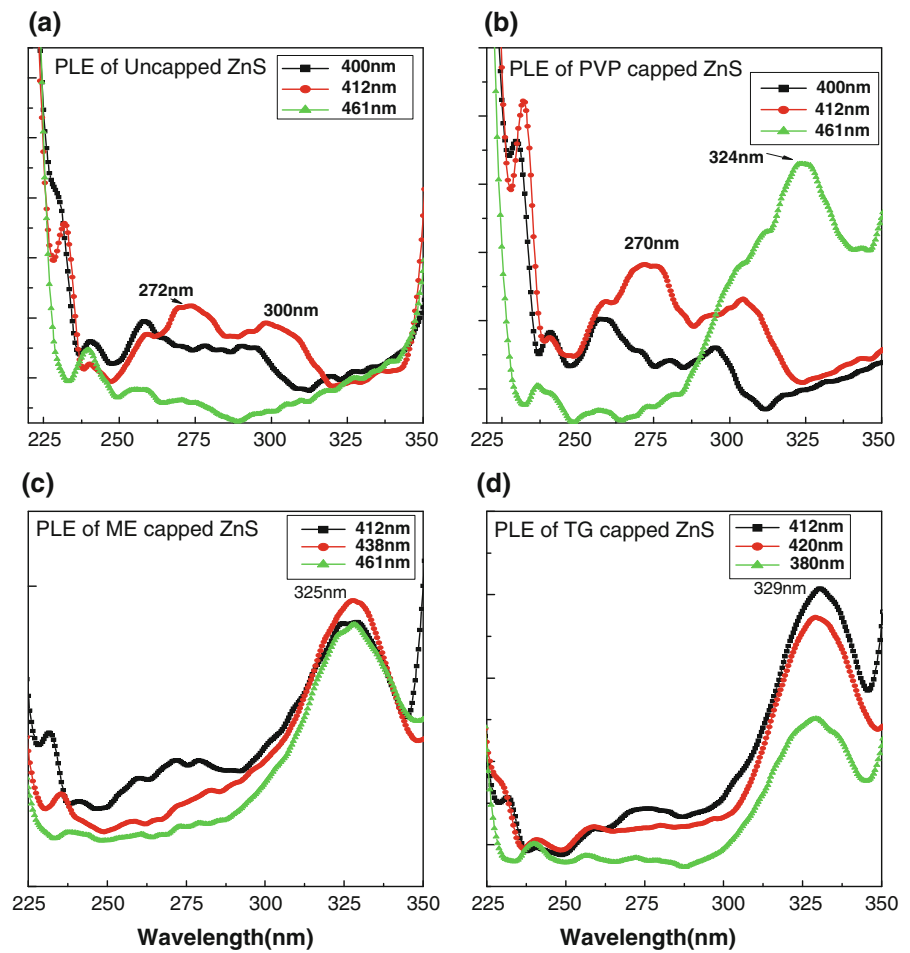 (a)
PLE of Uncapped ZnS
400nm
412nm
461nm
272nm
300nm
225 250 275 300 325 350
(b)
PLE of PVP capped ZnS
400nm
412nm
461nm
324nm
270nm
225 250 275 300 325 350
(c)
PLE of ME capped ZnS
412nm
438nm
461nm
325nm
225 250 275 300 325 350
Wavelength(nm)
(d)
PLE of TG capped ZnS
412nm
420nm
380nm
329nm
225 250 275 300 325 350
Wavelength(nm)